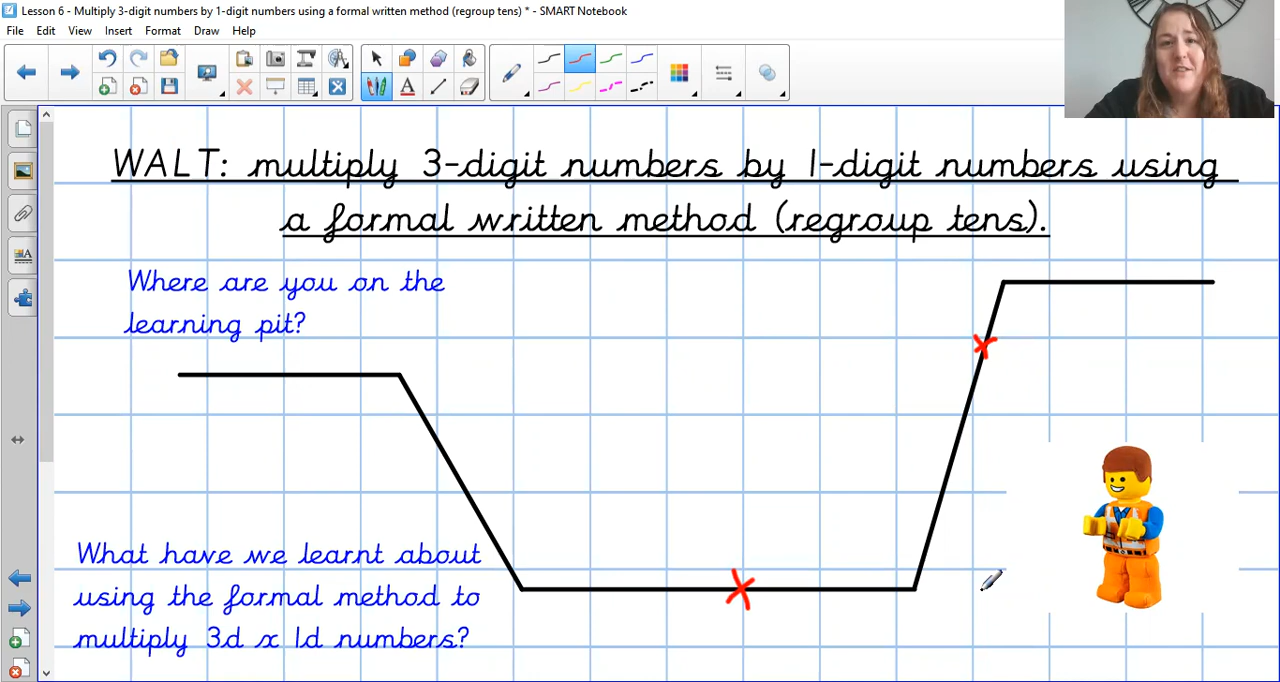 Lesson 6 - Multiply 3-digit numbers by 1-digit numbers using a formal written method (regroup tens) * - SMART Notebook
File Edit View Insert Format Draw Help
WALT: multiply 3-digit numbers by 1-digit numbers using
a formal written method (regroup tens).
Where are you on the
learning pit?
What have we learnt about
using the formal method to
multiply 3d x 1d numbers?